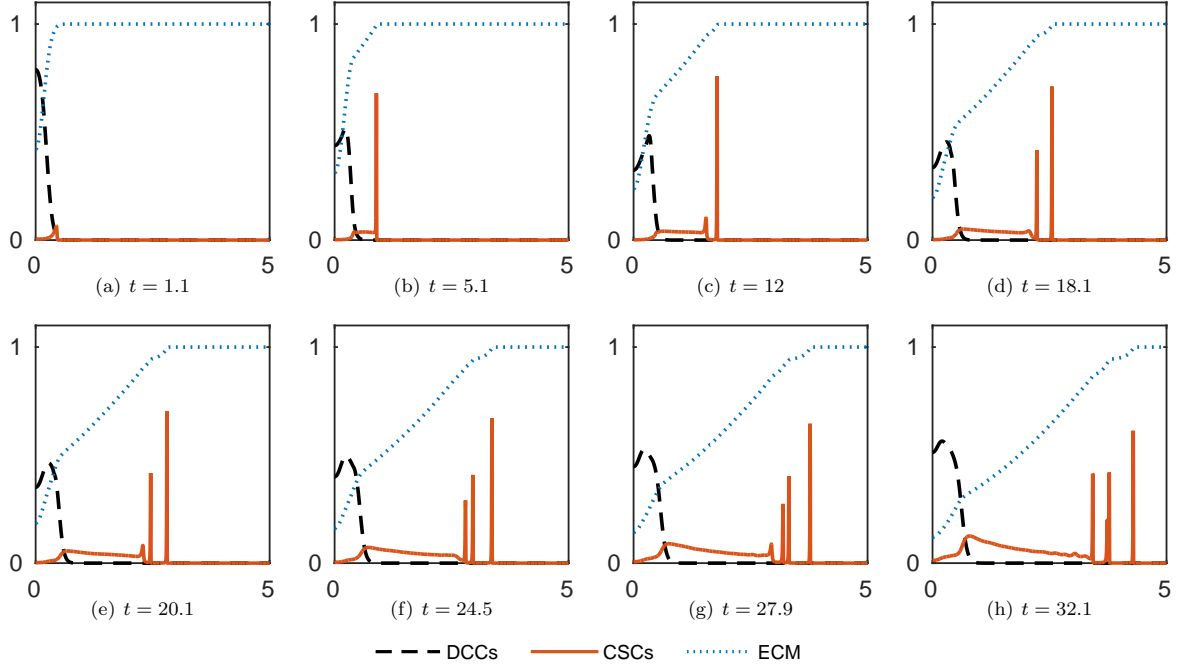 1
1
1
1
0
0
0
0
0
5
0
5
0
5
0
5
(a) t = 1.1
(b) t = 5.1
(c) t = 12
(d) t = 18.1
1
1
1
1
0
0
0
0
0
5
0
5
0
5
0
5
(e) t = 20.1
(f) t = 24.5
(g) t = 27.9
(h) t = 32.1
DCCs
CSCs
ECM